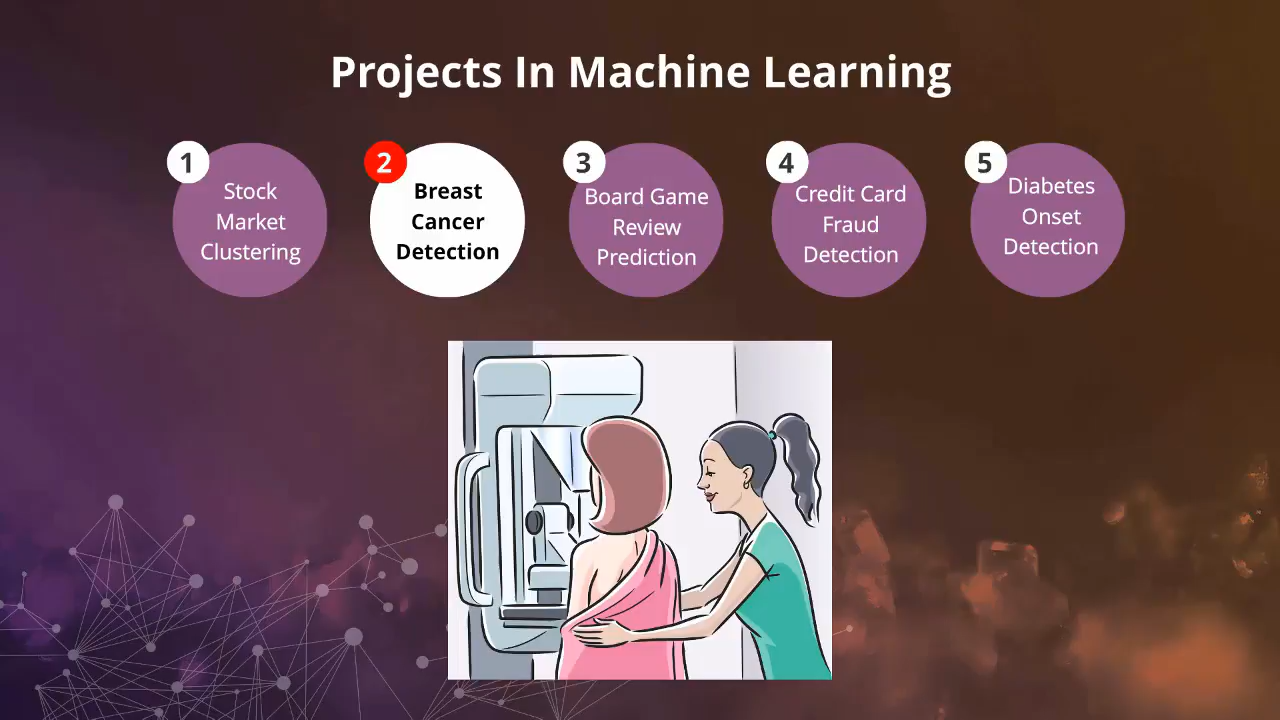 Projects In Machine Learning
1
Stock
Market
Clustering
2
Breast
Cancer
Detection
3
Board Game
Review
Prediction
4
Credit Card
Fraud
Detection
5
Diabetes
Onset
Detection